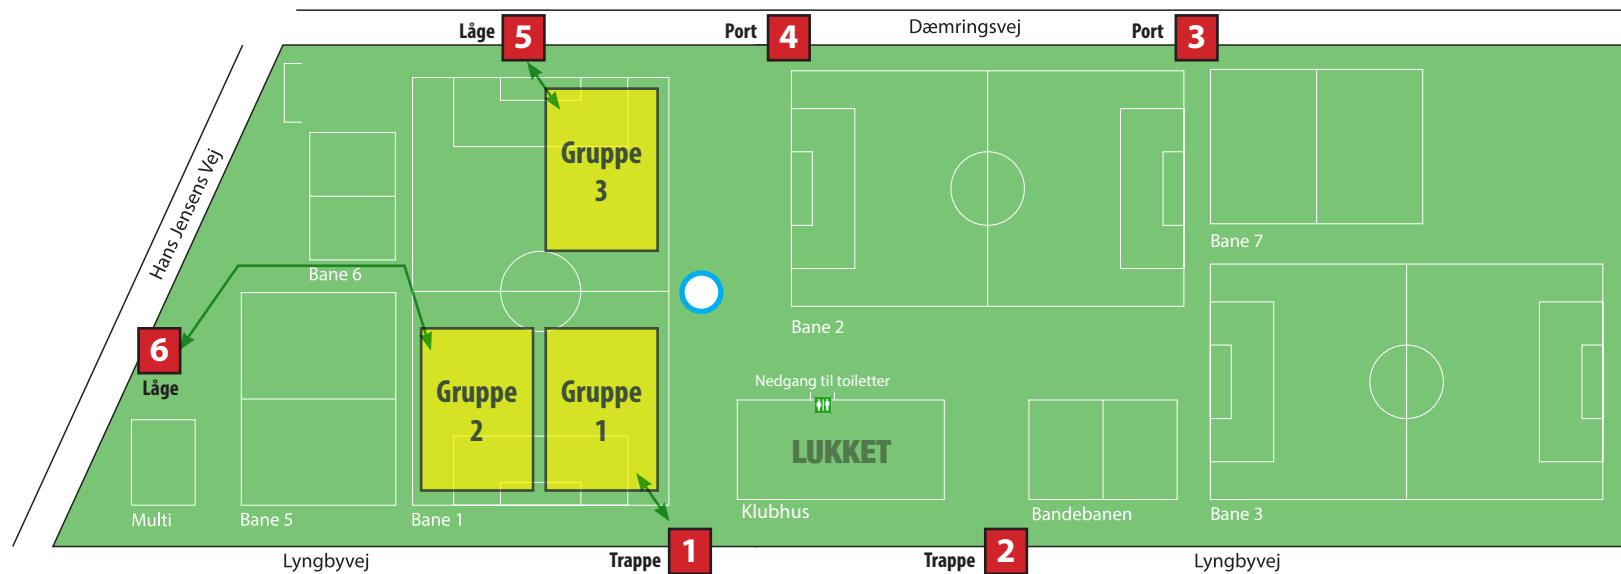 Dæmringsvej
Låge 5
Port 4
Port 3
Hans Jensens Vej
Gruppe
3
Bane 6
Bane 7
Bane 2
6
Låge
Gruppe
2
Gruppe
1
Nedgang til toiletter
LUKKET
Klubhus
Bandebanen
Bane 3
Multi
Bane 5
Bane 1
Lyngbyvej
Trappe 1
Trappe 2
Lyngbyvej